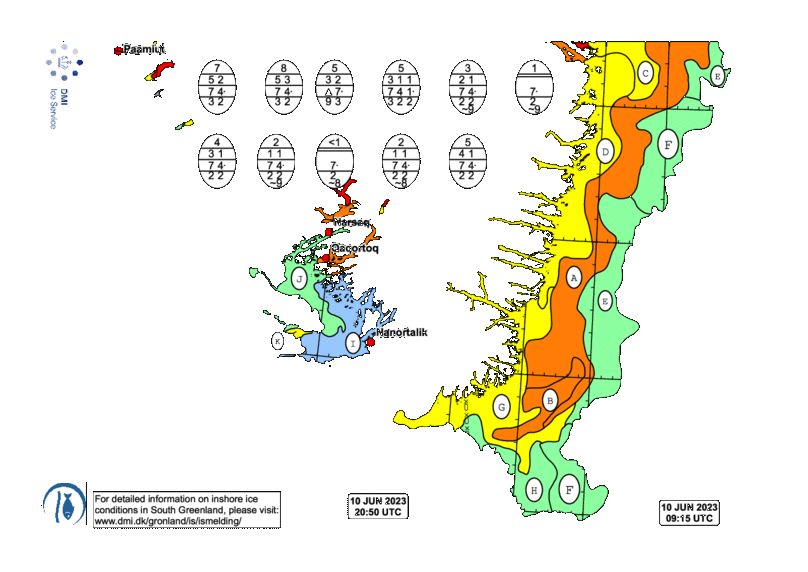 Paamiut
DMI
Ice Service
7
5 2
7 4·
3 2
8
5 3
7 4·
3 2
5
3 2
△ 7·
9 3
5
3 1 1
7 4 1·
3 2 2
3
2 1
7 4·
2 2
~9
1
7·
2
~9
4
3 1
7 4·
2 2
2
1 1
7 4·
2 2
~9
<1
7·
2
~8
2
1 1
7 4·
2 2
~8
5
4 1
7 4·
2 2
C
E
D
F
Narsaq
Qaqortoq
J
A
E
K
I
Nanortalik
G
B
H
F
For detailed information on inshore ice
conditions in South Greenland, please visit:
www.dmi.dk/gronland/is/ismelding/
10 JUN 2023
20:50 UTC
10 JUN 2023
09:15 UTC